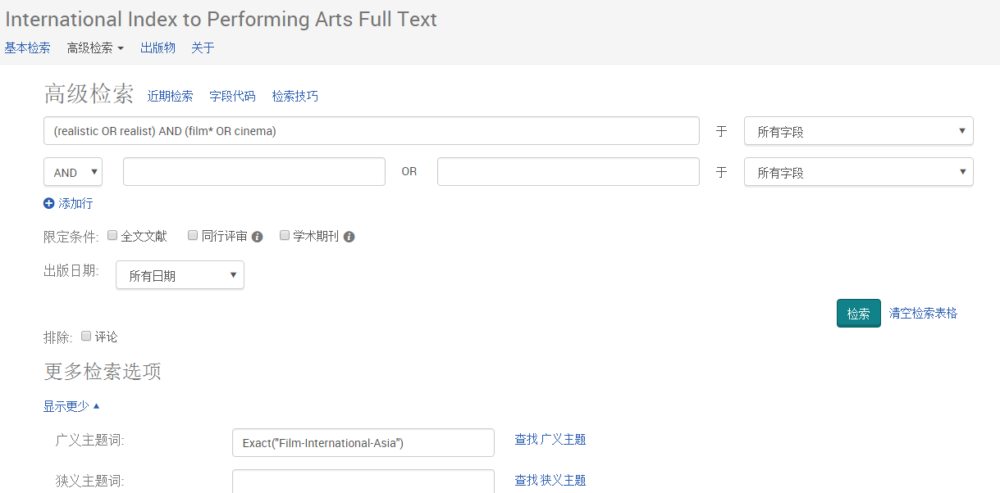 International Index to Performing Arts Full Text
基本检索 高级检索 出版物 关于
高级检索 近期检索 字段代码 检索技巧
(realistic OR realist) AND (film* OR cinema) 于 所有字段
AND OR 于 所有字段
添加行
限定条件: 全文文献 同行评审 学术期刊
出版日期: 所有日期
检索 清空检索表格
排除: 评论
更多检索选项
显示更少
广义主题词: Exact("Film-International-Asia") 查找 广义主题
狭义主题词: 查找 狭义主题